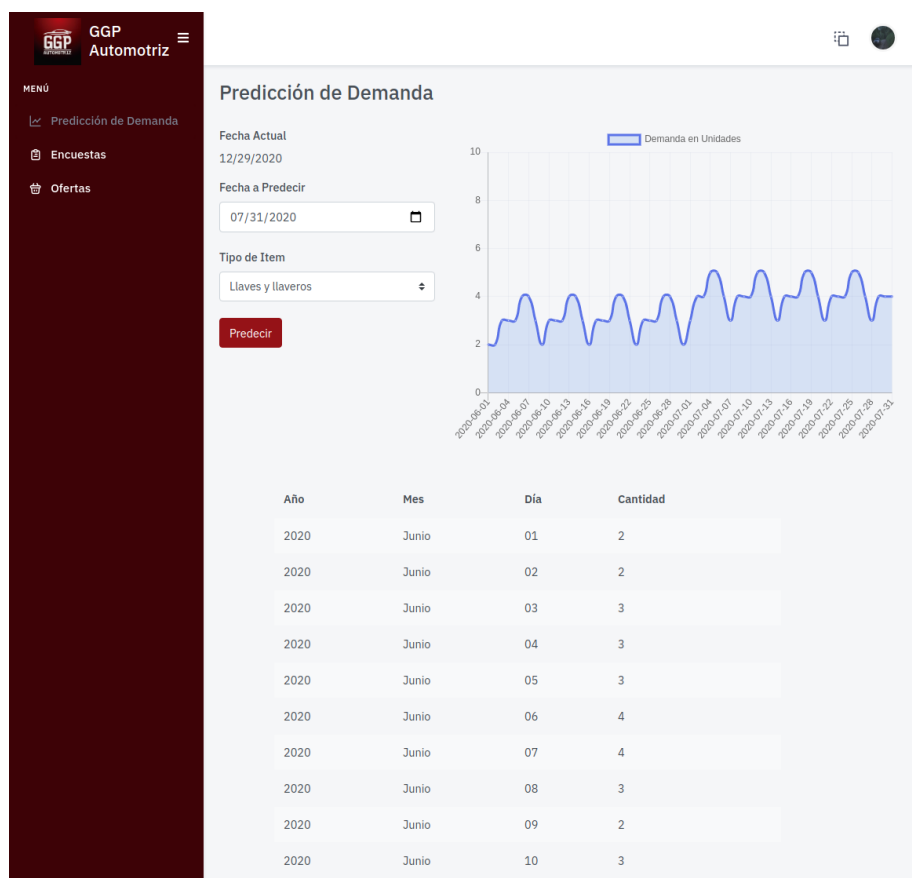 GGP
AUTOMOTRIZ
GGP
Automotriz
MENÚ
Predicción de Demanda
Encuestas
Ofertas
Predicción de Demanda
Fecha Actual
12/29/2020
Fecha a Predecir
07/31/2020
Tipo de Item
Llaves y llaveros
Predecir
Demanda en Unidades
10
8
6
4
2
0
2020-06-01
2020-06-04
2020-06-07
2020-06-10
2020-06-13
2020-06-16
2020-06-19
2020-06-22
2020-06-25
2020-06-28
2020-07-01
2020-07-04
2020-07-07
2020-07-10
2020-07-13
2020-07-16
2020-07-19
2020-07-22
2020-07-25
2020-07-28
2020-07-31
Año Mes Día Cantidad
2020 Junio 01 2
2020 Junio 02 2
2020 Junio 03 3
2020 Junio 04 3
2020 Junio 05 3
2020 Junio 06 4
2020 Junio 07 4
2020 Junio 08 3
2020 Junio 09 2
2020 Junio 10 3